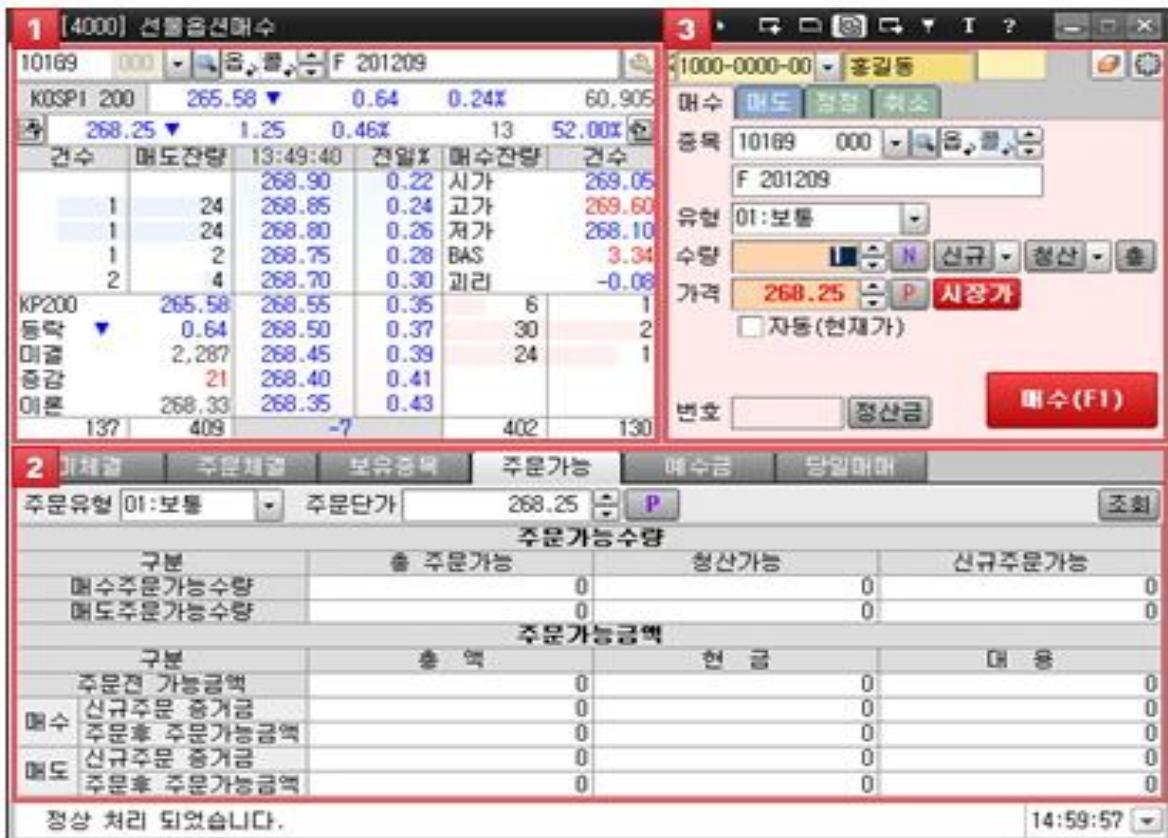 1 [4000] 선물옵션매수
10169 000 옵 콜 F 201209
KOSPI 200 265.58 ▼ 0.64 0.24% 60,905
268.25 ▼ 1.25 0.46% 13 52.00%
건수 매도잔량 13:49:40 전일% 매수잔량 건수
268.90 0.22 시가 269.05
1 24 268.85 0.24 고가 269.60
1 24 268.80 0.26 저가 268.10
1 2 268.75 0.28 BAS 3.34
2 4 268.70 0.30 괴리 -0.08
KP200 265.58 268.55 0.35 6 1
등락 ▼ 0.64 268.50 0.37 30 2
미결 2,287 268.45 0.39 24 1
증감 21 268.40 0.41
이론 268.33 268.35 0.43
137 409 -7 402 130
3 T ?
1000-0000-00 홍길동
매수 매도 정정 취소
종목 10169 000 옵 콜
F 201209
유형 01:보통
수량 1 N 신규 청산 총
가격 268.25 P 시장가
자동(현재가)
매수(F1)
번호 정산금
2 미체결 주문체결 보유종목 주문가능 예수금 당일매매
주문유형 01:보통 주문단가 268.25 P 조회
주문가능수량
구분 총 주문가능 청산가능 신규주문가능
매수주문가능수량 0 0 0
매도주문가능수량 0 0 0
주문가능금액
구분 총 액 현 금 대 용
주문전 가능금액 0 0 0
매수 신규주문 증거금 0 0 0
주문후 주문가능금액 0 0 0
매도 신규주문 증거금 0 0 0
주문후 주문가능금액 0 0 0
정상 처리 되었습니다. 14:59:57